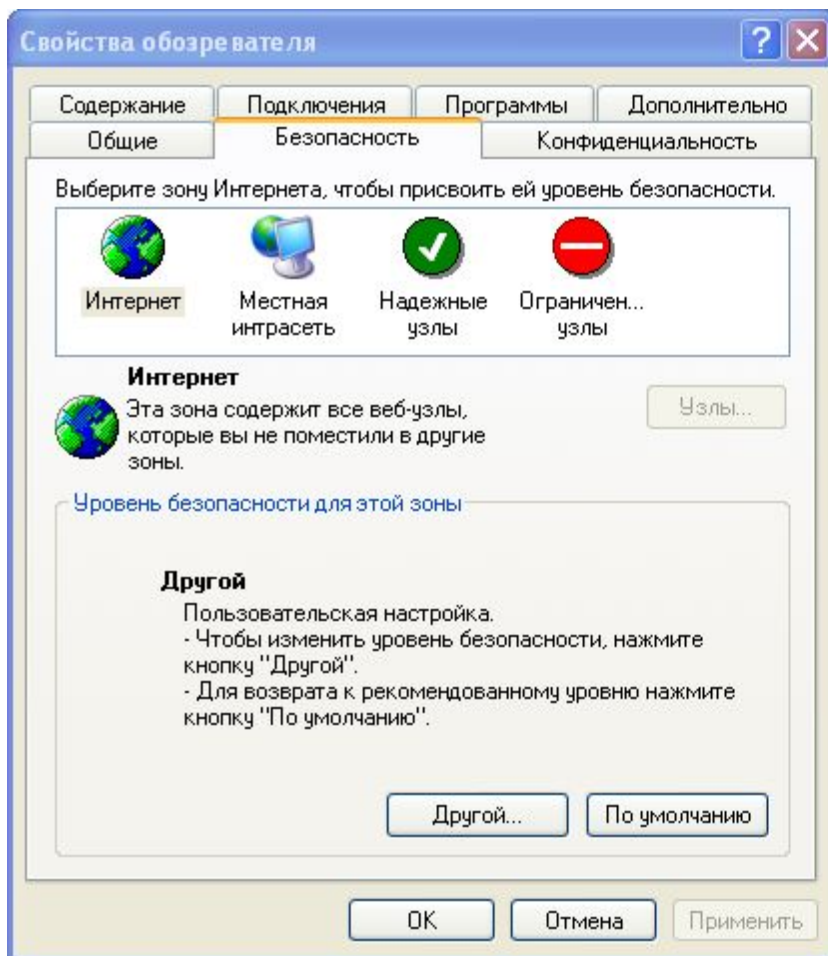 Свойства обозревателя
Содержание Подключения Программы Дополнительно
Общие Безопасность Конфиденциальность
Выберите зону Интернета, чтобы присвоить ей уровень безопасности.
Интернет Местная Надежные Ограничен...
интрасеть узлы узлы
Интернет
Эта зона содержит все веб-узлы,
которые вы не поместили в другие
зоны.
Узлы...
Уровень безопасности для этой зоны
Другой
Пользовательская настройка.
- Чтобы изменить уровень безопасности, нажмите
кнопку "Другой".
- Для возврата к рекомендованному уровню нажмите
кнопку "По умолчанию".
Другой... По умолчанию
OK Отмена Применить